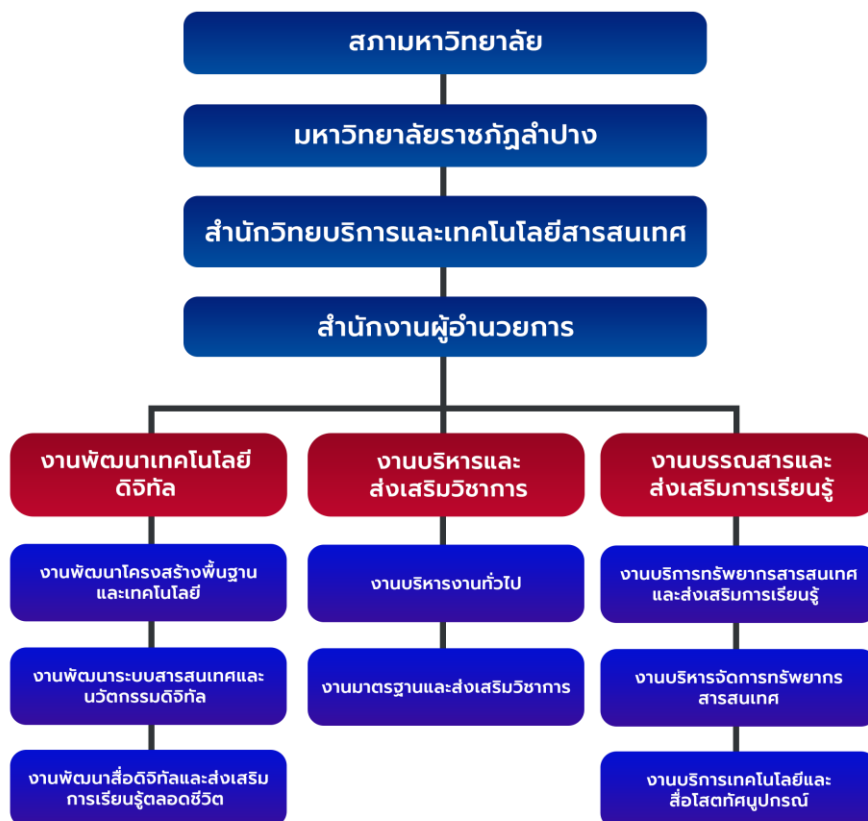 สภามหาวิทยาลัย
มหาวิทยาลัยราชภัฏลำปาง
สำนักวิทยบริการและเทคโนโลยีสารสนเทศ
สำนักงานผู้อำนวยการ
งานพัฒนาเทคโนโลยี
ดิจิทัล
งานพัฒนาโครงสร้างพื้นฐาน
และเทคโนโลยี
งานพัฒนาระบบสารสนเทศและ
นวัตกรรมดิจิทัล
งานพัฒนาสื่อดิจิทัลและส่งเสริม
การเรียนรู้ตลอดชีวิต
งานบริหารและ
ส่งเสริมวิชาการ
งานบริหารงานทั่วไป
งานมาตรฐานและส่งเสริมวิชาการ
งานบรรณสารและ
ส่งเสริมการเรียนรู้
งานบริการทรัพยากรสารสนเทศ
และส่งเสริมการเรียนรู้
งานบริหารจัดการทรัพยากร
สารสนเทศ
งานบริการเทคโนโลยีและ
สื่อโสตทัศนูปกรณ์